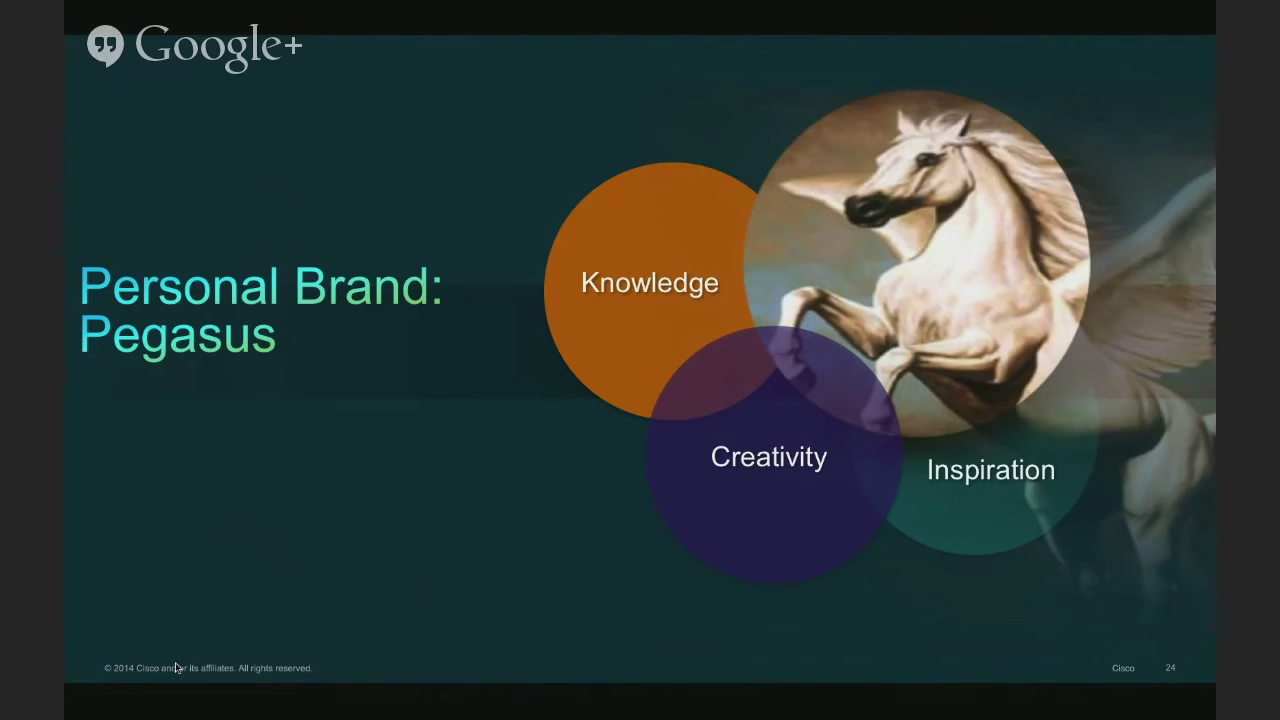 Google+
Personal Brand:
Pegasus
Knowledge
Creativity
Inspiration
© 2014 Cisco and/or its affiliates. All rights reserved.
Cisco
24